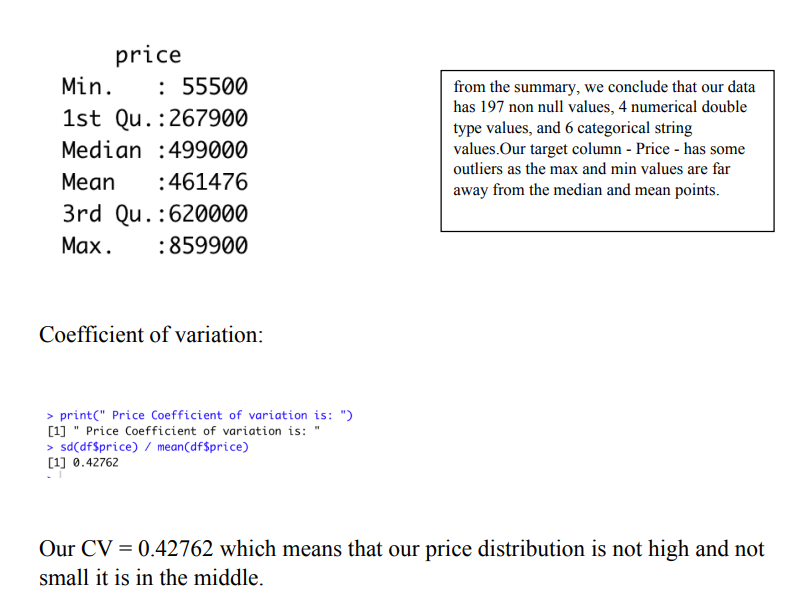 price
Min. : 55500
1st Qu.:267900
Median :499000
Mean :461476
3rd Qu.:620000
Max. :859900
from the summary, we conclude that our data
has 197 non null values, 4 numerical double
type values, and 6 categorical string
values.Our target column - Price - has some
outliers as the max and min values are far
away from the median and mean points.
Coefficient of variation:
> print(" Price Coefficient of variation is: ")
[1] " Price Coefficient of variation is: "
> sd(df$price) / mean(df$price)
[1] 0.42762
Our CV = 0.42762 which means that our price distribution is not high and not
small it is in the middle.